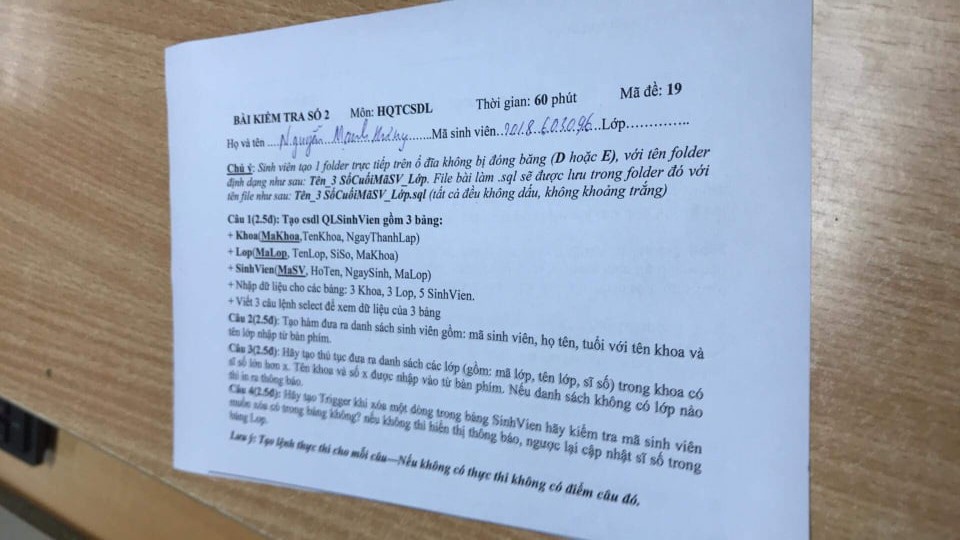 BÀI KIỂM TRA SỐ 2 Môn: HQTCSDL Thời gian: 60 phút Mã đề: 19
Họ và tên ....Nguyễn Mạnh ......Mã sinh viên..2018603096..Lớp..............
Chú ý: Sinh viên tạo 1 folder trực tiếp trên ổ đĩa không bị đóng băng (D hoặc E), với tên folder
định dạng như sau: Tên_3 SốCuốiMãSV_Lớp. File bài làm .sql sẽ được lưu trong folder đó với
tên file như sau: Tên_3 SốCuốiMãSV_Lớp.sql (tất cả đều không dấu, không khoảng trắng)
Câu 1(2.5đ): Tạo csdl QLSinhVien gồm 3 bảng:
+ Khoa(MaKhoa,TenKhoa, NgayThanhLap)
+ Lop(MaLop, TenLop, SiSo, MaKhoa)
+ SinhVien(MaSV, HoTen, NgaySinh, MaLop)
+ Nhập dữ liệu cho các bảng: 3 Khoa, 3 Lop, 5 SinhVien.
+ Viết 3 câu lệnh select để xem dữ liệu của 3 bảng
Câu 2(2.5đ): Tạo hàm đưa ra danh sách sinh viên gồm: mã sinh viên, họ tên, tuổi với tên khoa và
tên lớp nhập từ bàn phím.
Câu 3(2.5đ): Hãy tạo thủ tục đưa ra danh sách các lớp (gồm: mã lớp, tên lớp, sĩ số) trong khoa có
sĩ số lớn hơn x. Tên khoa và số x được nhập vào từ bàn phím. Nếu danh sách không có lớp nào
thì in ra thông báo.
Câu 4(2.5đ): Hãy tạo Trigger khi xóa một dòng trong bảng SinhVien hãy kiểm tra mã sinh viên
muốn xóa có trong bảng không? nếu không thì hiển thị thông báo, ngược lại cập nhật sĩ số trong
bảng Lop.
Lưu ý: Tạo lệnh thực thi cho mỗi câu—Nếu không có thực thi không có điểm câu đó.